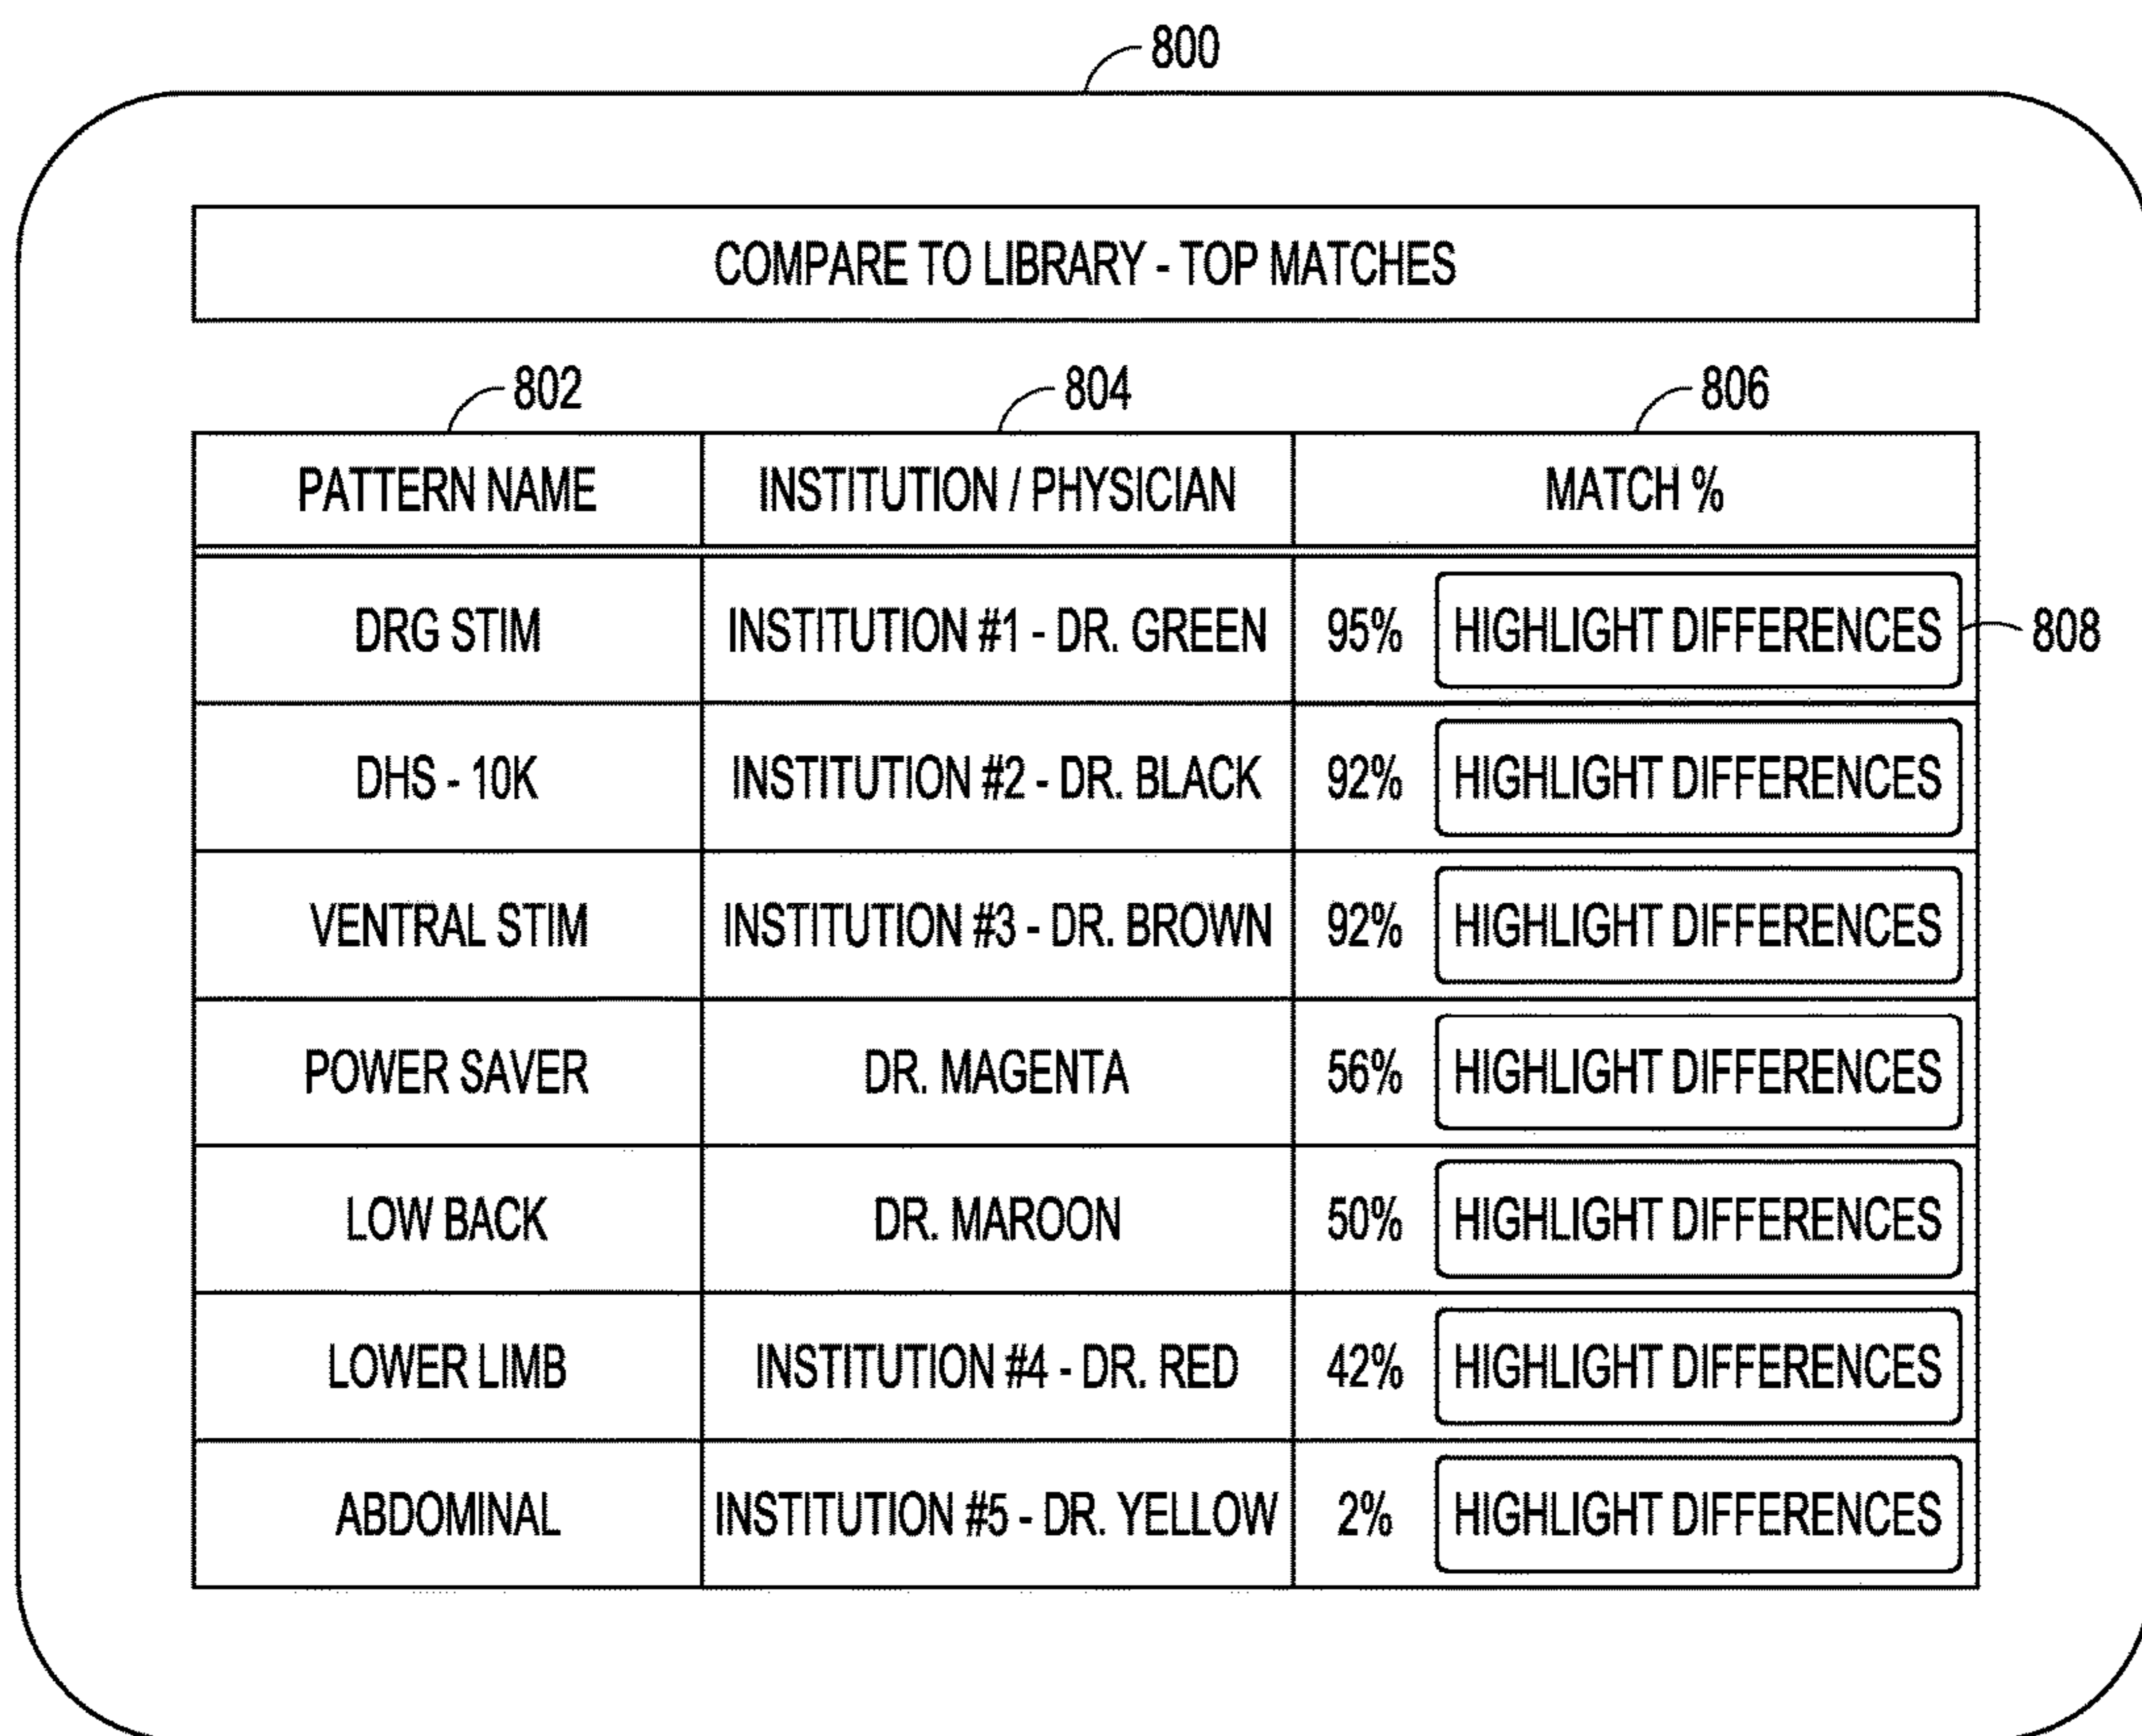 800
COMPARE TO LIBRARY - TOP MATCHES
802 804 806
PATTERN NAME INSTITUTION / PHYSICIAN MATCH %
DRG STIM INSTITUTION #1 - DR. GREEN 95% HIGHLIGHT DIFFERENCES 808
DHS - 10K INSTITUTION #2 - DR. BLACK 92% HIGHLIGHT DIFFERENCES
VENTRAL STIM INSTITUTION #3 - DR. BROWN 92% HIGHLIGHT DIFFERENCES
POWER SAVER DR. MAGENTA 56% HIGHLIGHT DIFFERENCES
LOW BACK DR. MAROON 50% HIGHLIGHT DIFFERENCES
LOWER LIMB INSTITUTION #4 - DR. RED 42% HIGHLIGHT DIFFERENCES
ABDOMINAL INSTITUTION #5 - DR. YELLOW 2% HIGHLIGHT DIFFERENCES